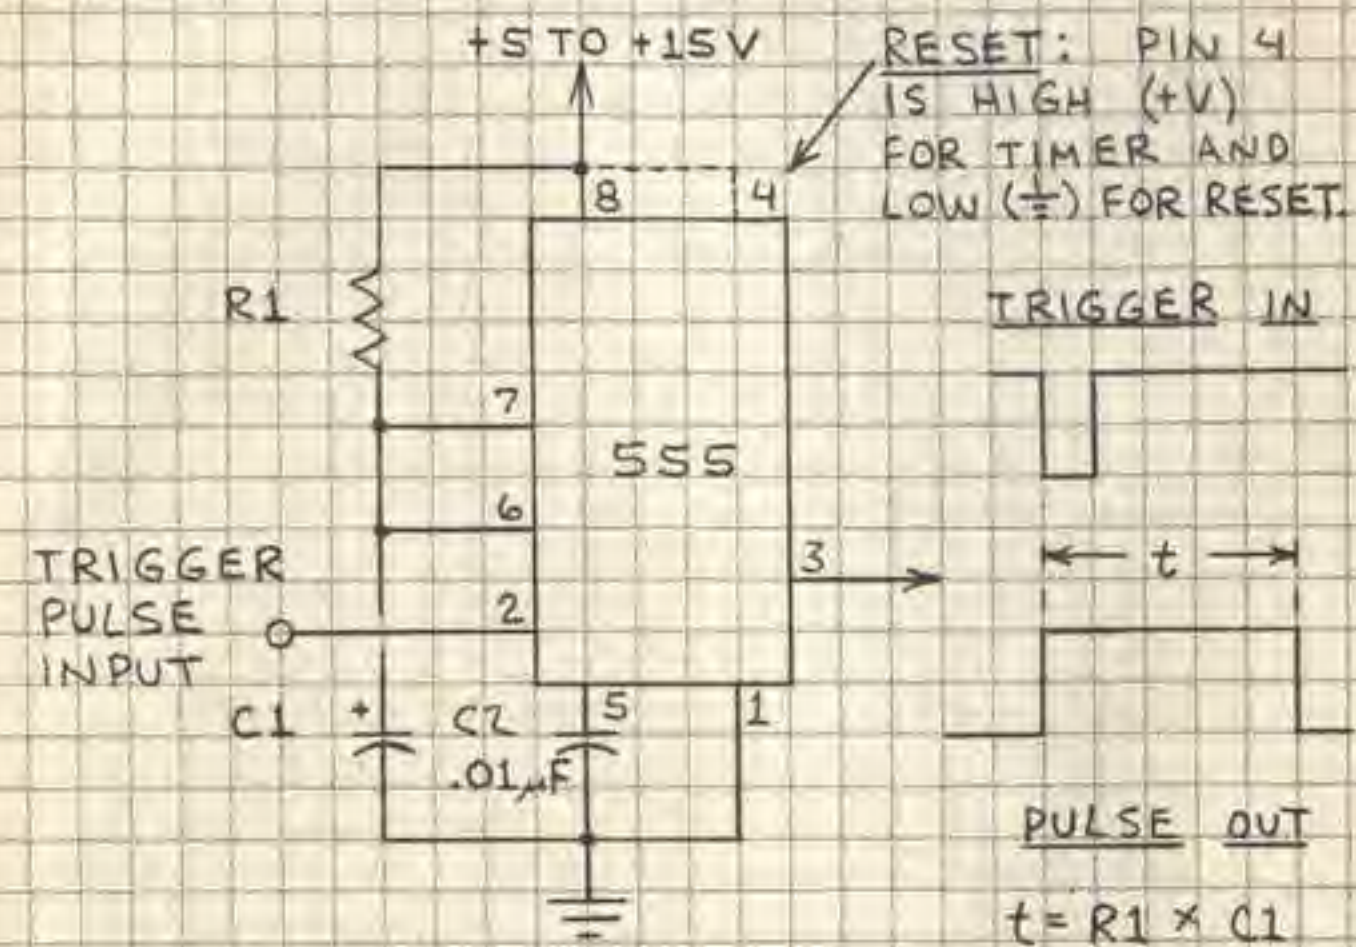 +5 TO +15V
RESET: PIN 4
IS HIGH (+V)
FOR TIMER AND
LOW (⏚) FOR RESET.
8
4
R1
TRIGGER IN
7
555
6
TRIGGER
PULSE
INPUT
2
3
t
C1
+
C2
.01µF
5
1
PULSE OUT
t = R1 × C1